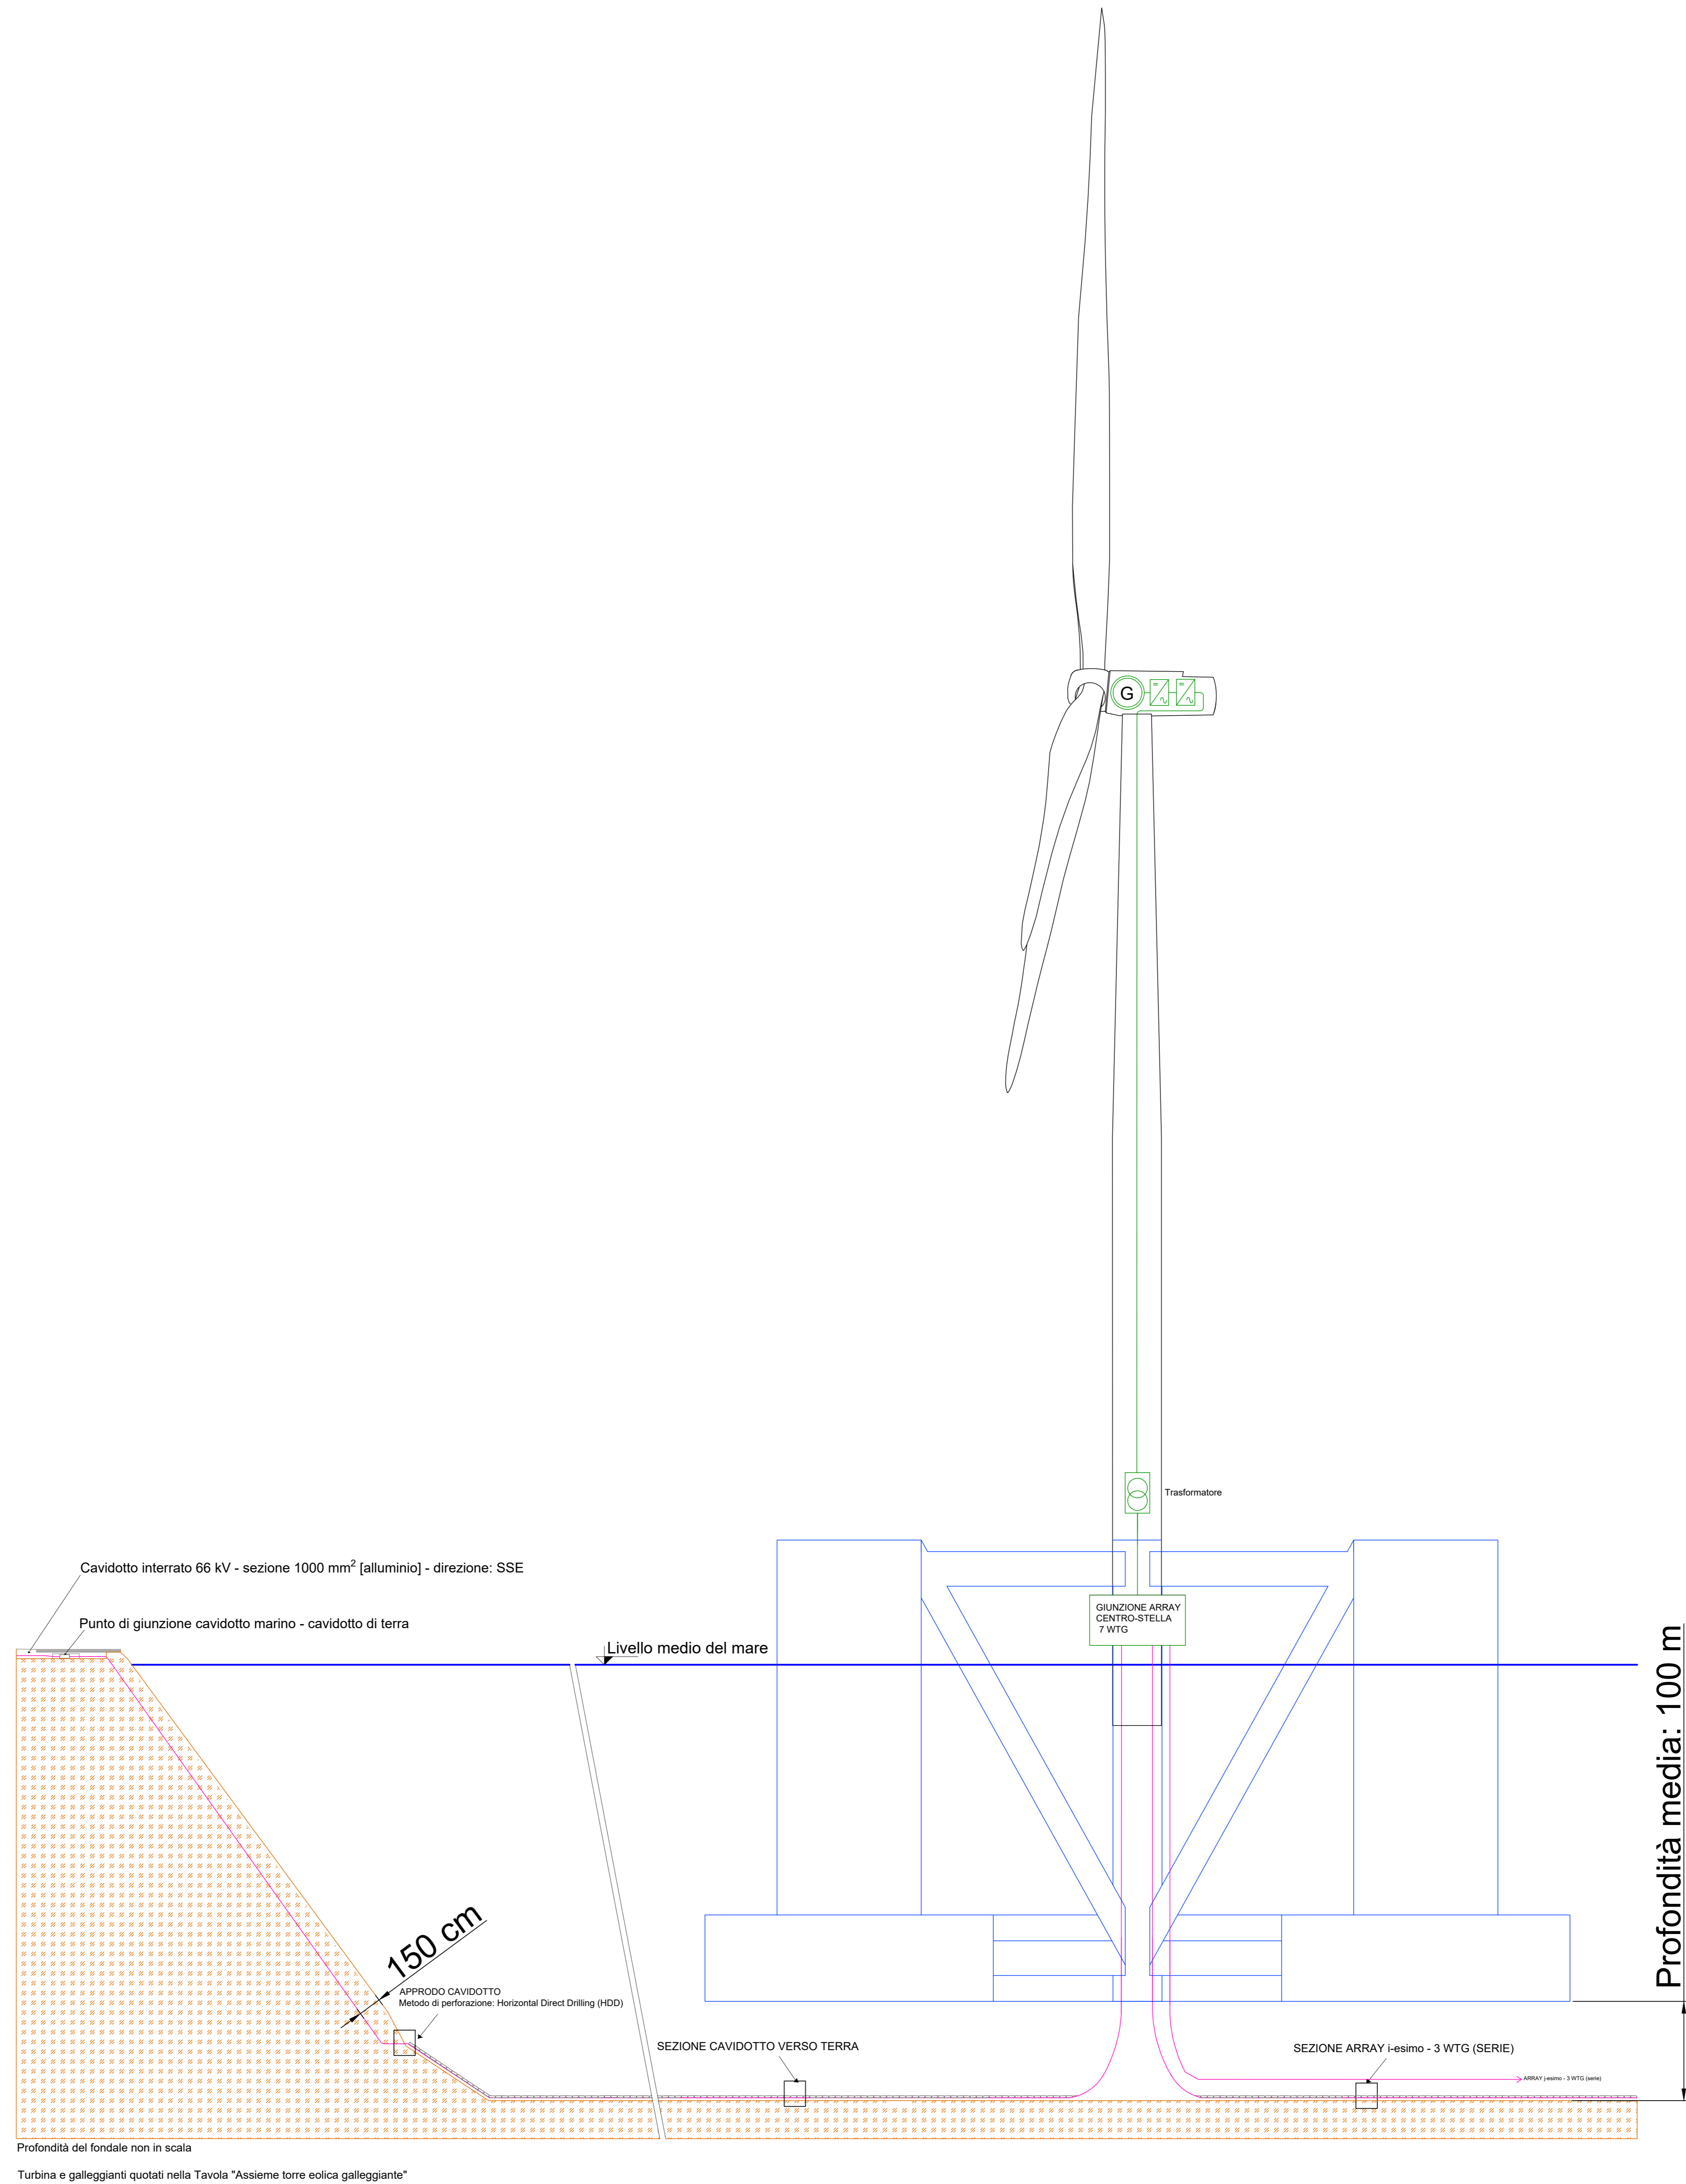 G
Trasformatore
Cavidotto interrato 66 kV - sezione 1000 mm² [alluminio] - direzione: SSE
GIUNZIONE ARRAY
CENTRO-STELLA
7 WTG
Punto di giunzione cavidotto marino - cavidotto di terra
Livello medio del mare
Profondità media: 100 m
150 cm
APPRODO CAVIDOTTO
Metodo di perforazione: Horizontal Direct Drilling (HDD)
SEZIONE CAVIDOTTO VERSO TERRA
SEZIONE ARRAY i-esimo - 3 WTG (SERIE)
ARRAY j-esimo - 3 WTG (serie)
Profondità del fondale non in scala
Turbina e galleggianti quotati nella Tavola "Assieme torre eolica galleggiante"